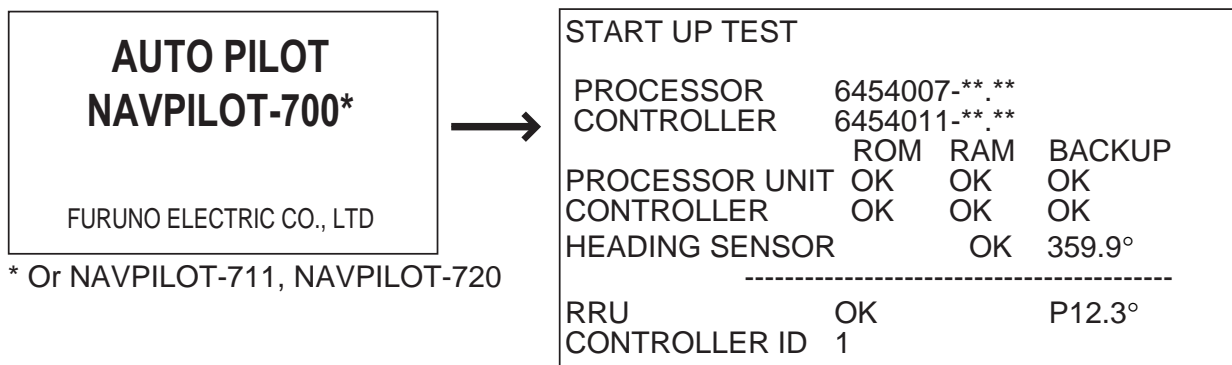 AUTO PILOT
NAVPILOT-700*
FURUNO ELECTRIC CO., LTD
* Or NAVPILOT-711, NAVPILOT-720
START UP TEST
PROCESSOR 6454007-**.**
CONTROLLER 6454011-**.**
ROM RAM BACKUP
PROCESSOR UNIT OK OK OK
CONTROLLER OK OK OK
HEADING SENSOR OK 359.9°
-------------------------------------------
RRU OK P12.3°
CONTROLLER ID 1